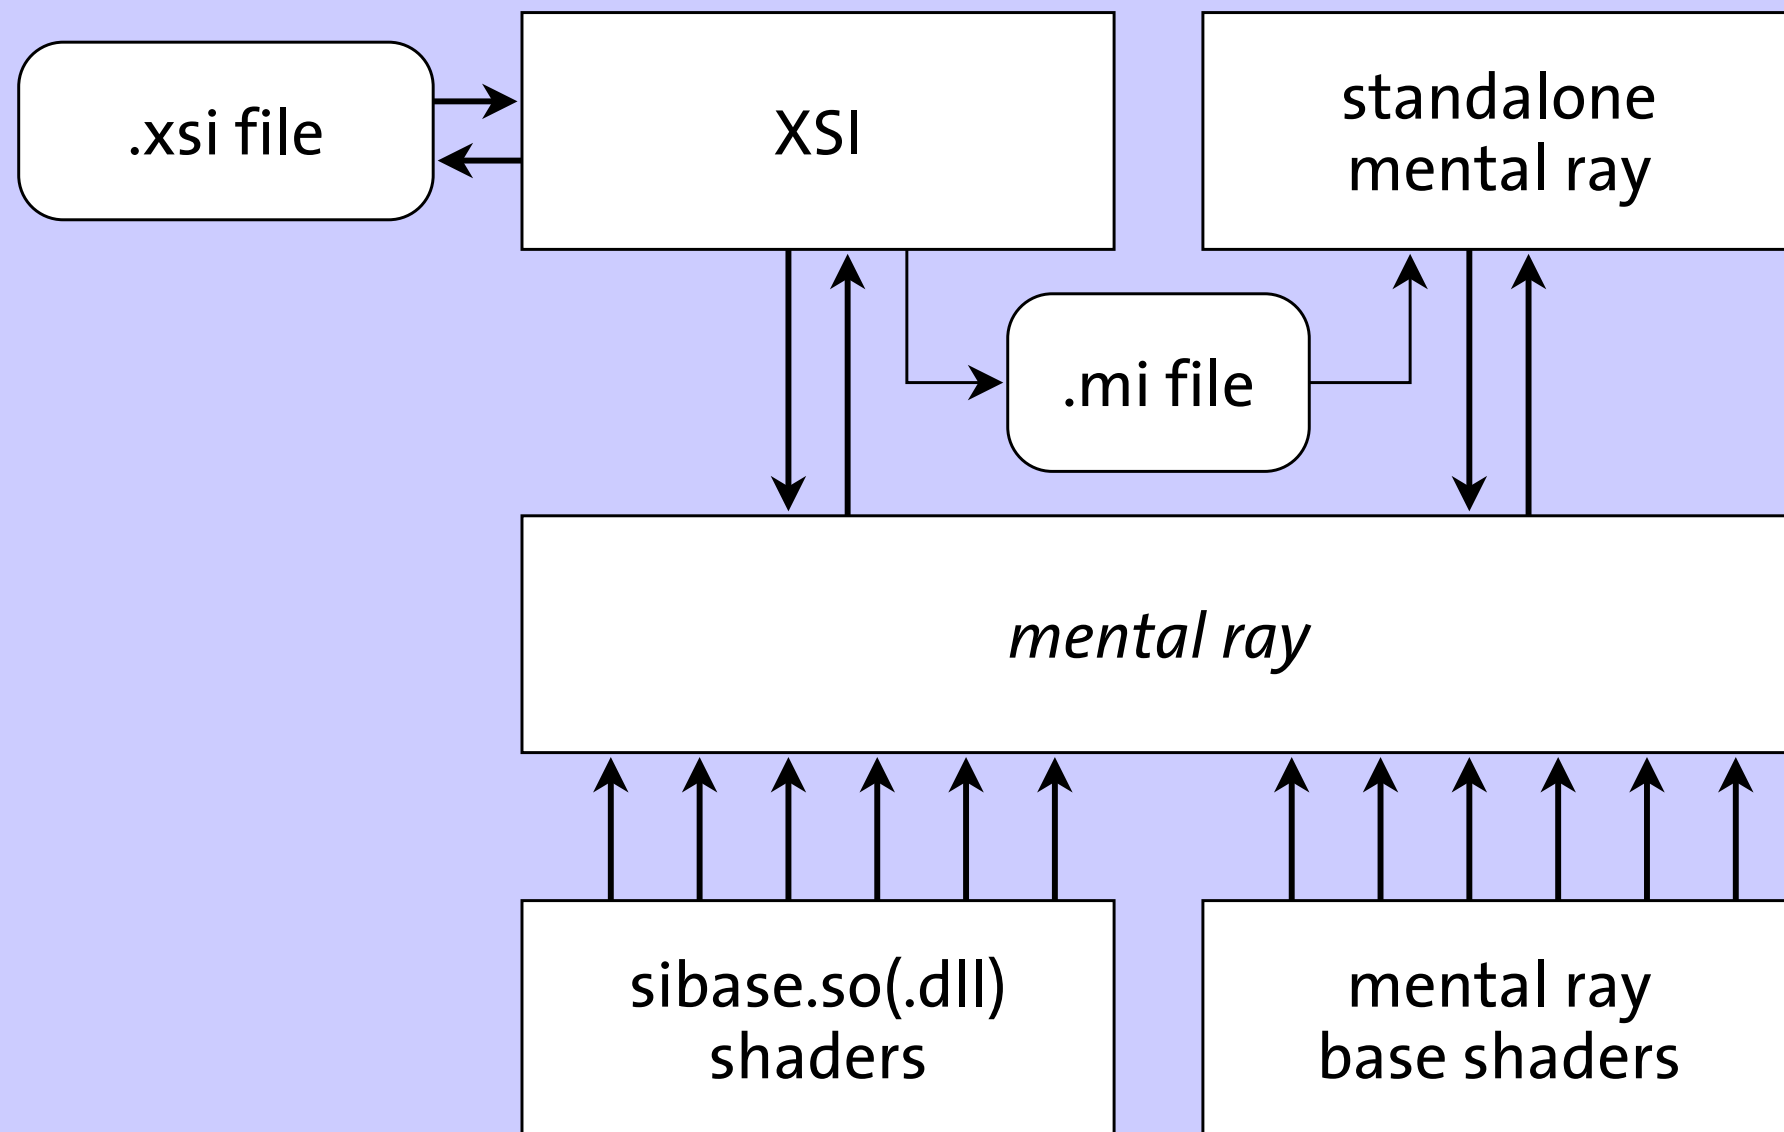 .xsi file
XSI
standalone
mental ray
.mi file
mental ray
sibase.so(.dll)
shaders
mental ray
base shaders